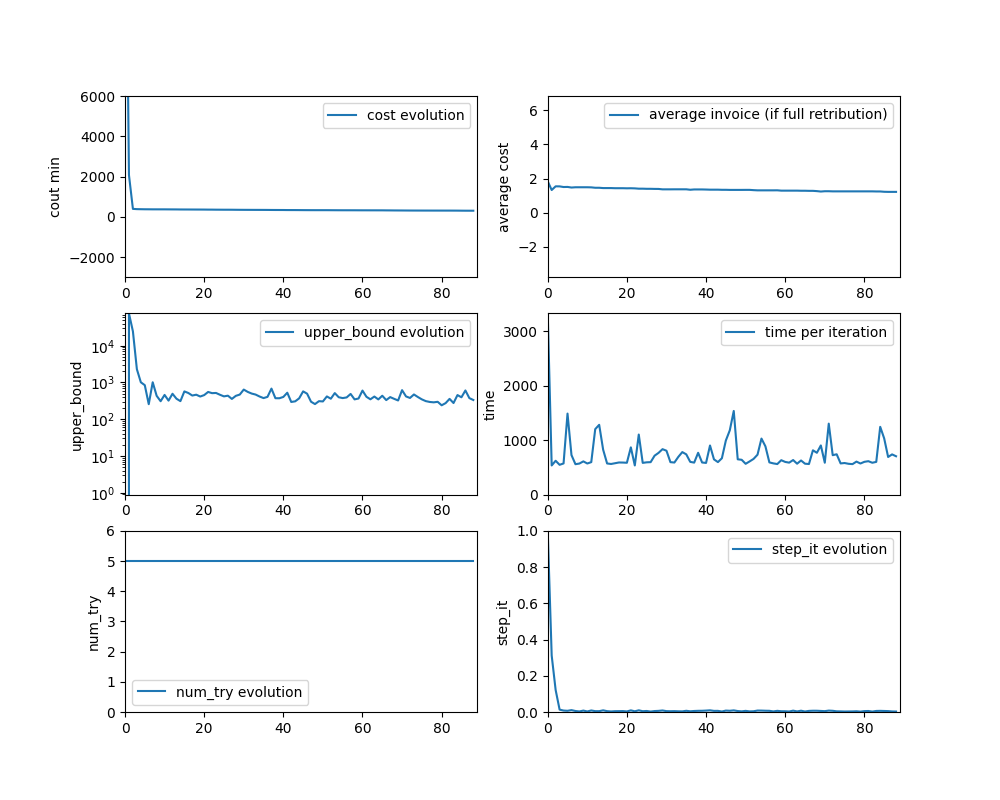 cost evolution
cout min
6000
4000
2000
0
−2000
0 20 40 60 80
average invoice (if full retribution)
average cost
6
4
2
0
−2
0 20 40 60 80
upper_bound evolution
upper_bound
10^4
10^3
10^2
10^1
10^0
0 20 40 60 80
time per iteration
time
3000
2000
1000
0
0 20 40 60 80
num_try evolution
num_try
6
5
4
3
2
1
0
0 20 40 60 80
step_it evolution
step_it
1.0
0.8
0.6
0.4
0.2
0.0
0 20 40 60 80